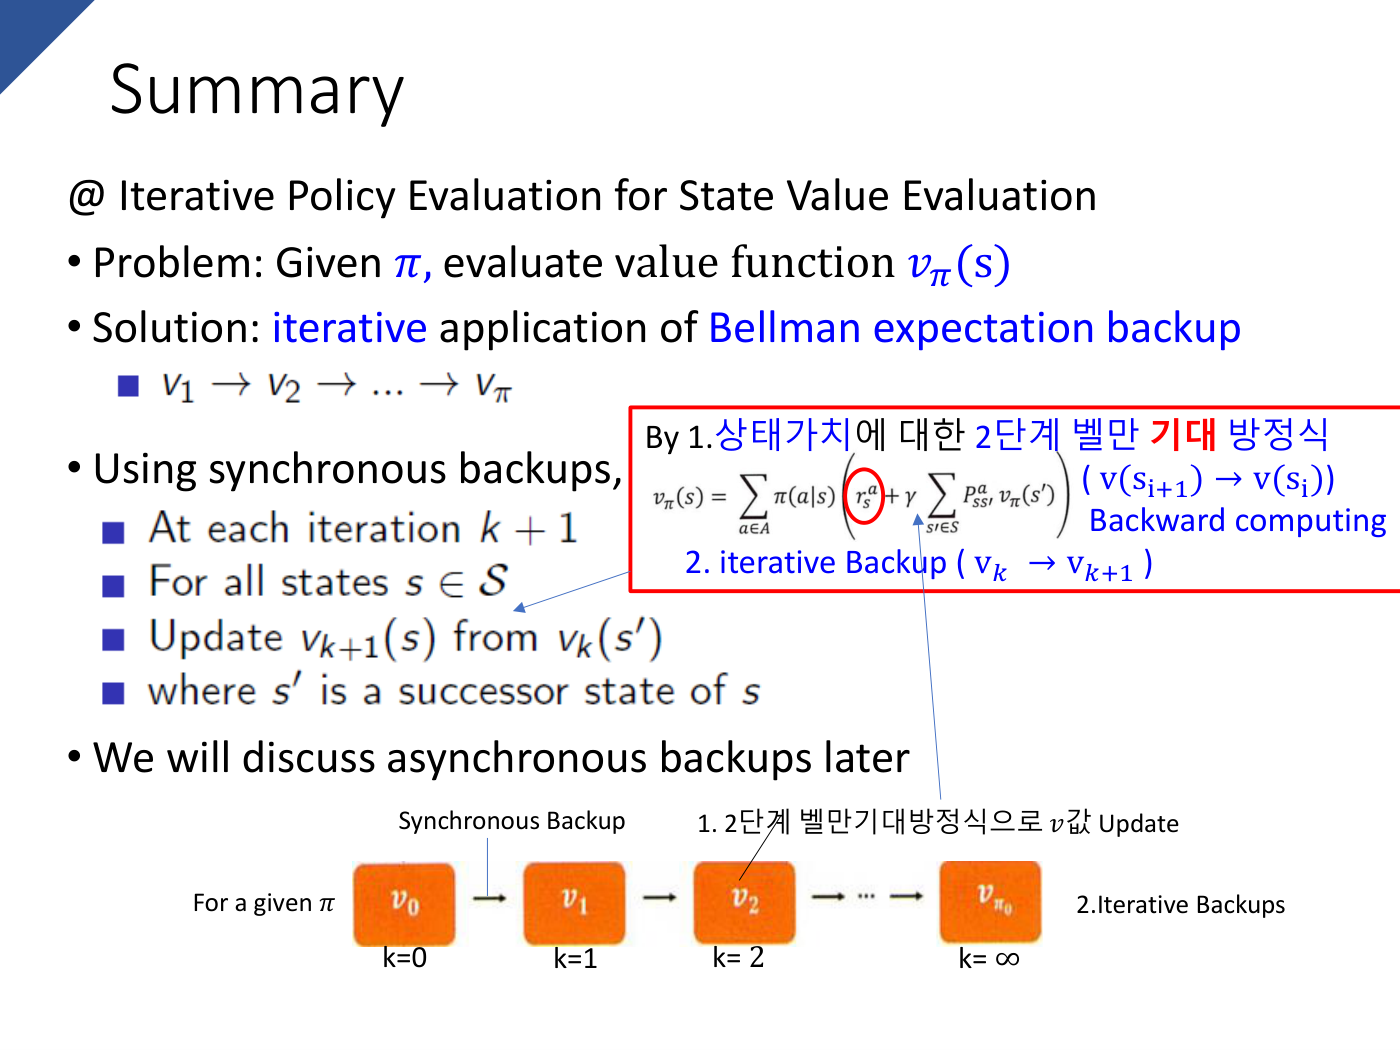 Summary
@ Iterative Policy Evaluation for State Value Evaluation
• Problem: Given 𝜋, evaluate value function 𝑣𝜋(s)
• Solution: iterative application of Bellman expectation backup
■ v₁ → v₂ → ... → vπ
By 1.상태가치에 대한 2단계 벨만 기대 방정식
• Using synchronous backups,
vπ(s) = ∑a∈A π(a|s) ( rₛᵃ + γ ∑s′∈S Pᵃss′ vπ(s′) ) ( v(sᵢ₊₁) → v(sᵢ))
Backward computing
2. iterative Backup ( v𝑘 → v𝑘+1 )
■ At each iteration k + 1
■ For all states s ∈ 𝒮
■ Update vk+1(s) from vk(s′)
■ where s′ is a successor state of s
• We will discuss asynchronous backups later
Synchronous Backup
1. 2단계 벨만기대방정식으로 𝑣값 Update
For a given 𝜋
v₀ → v₁ → v₂ → ··· → vπ₀
2.Iterative Backups
k=0 k=1 k= 2 k= ∞